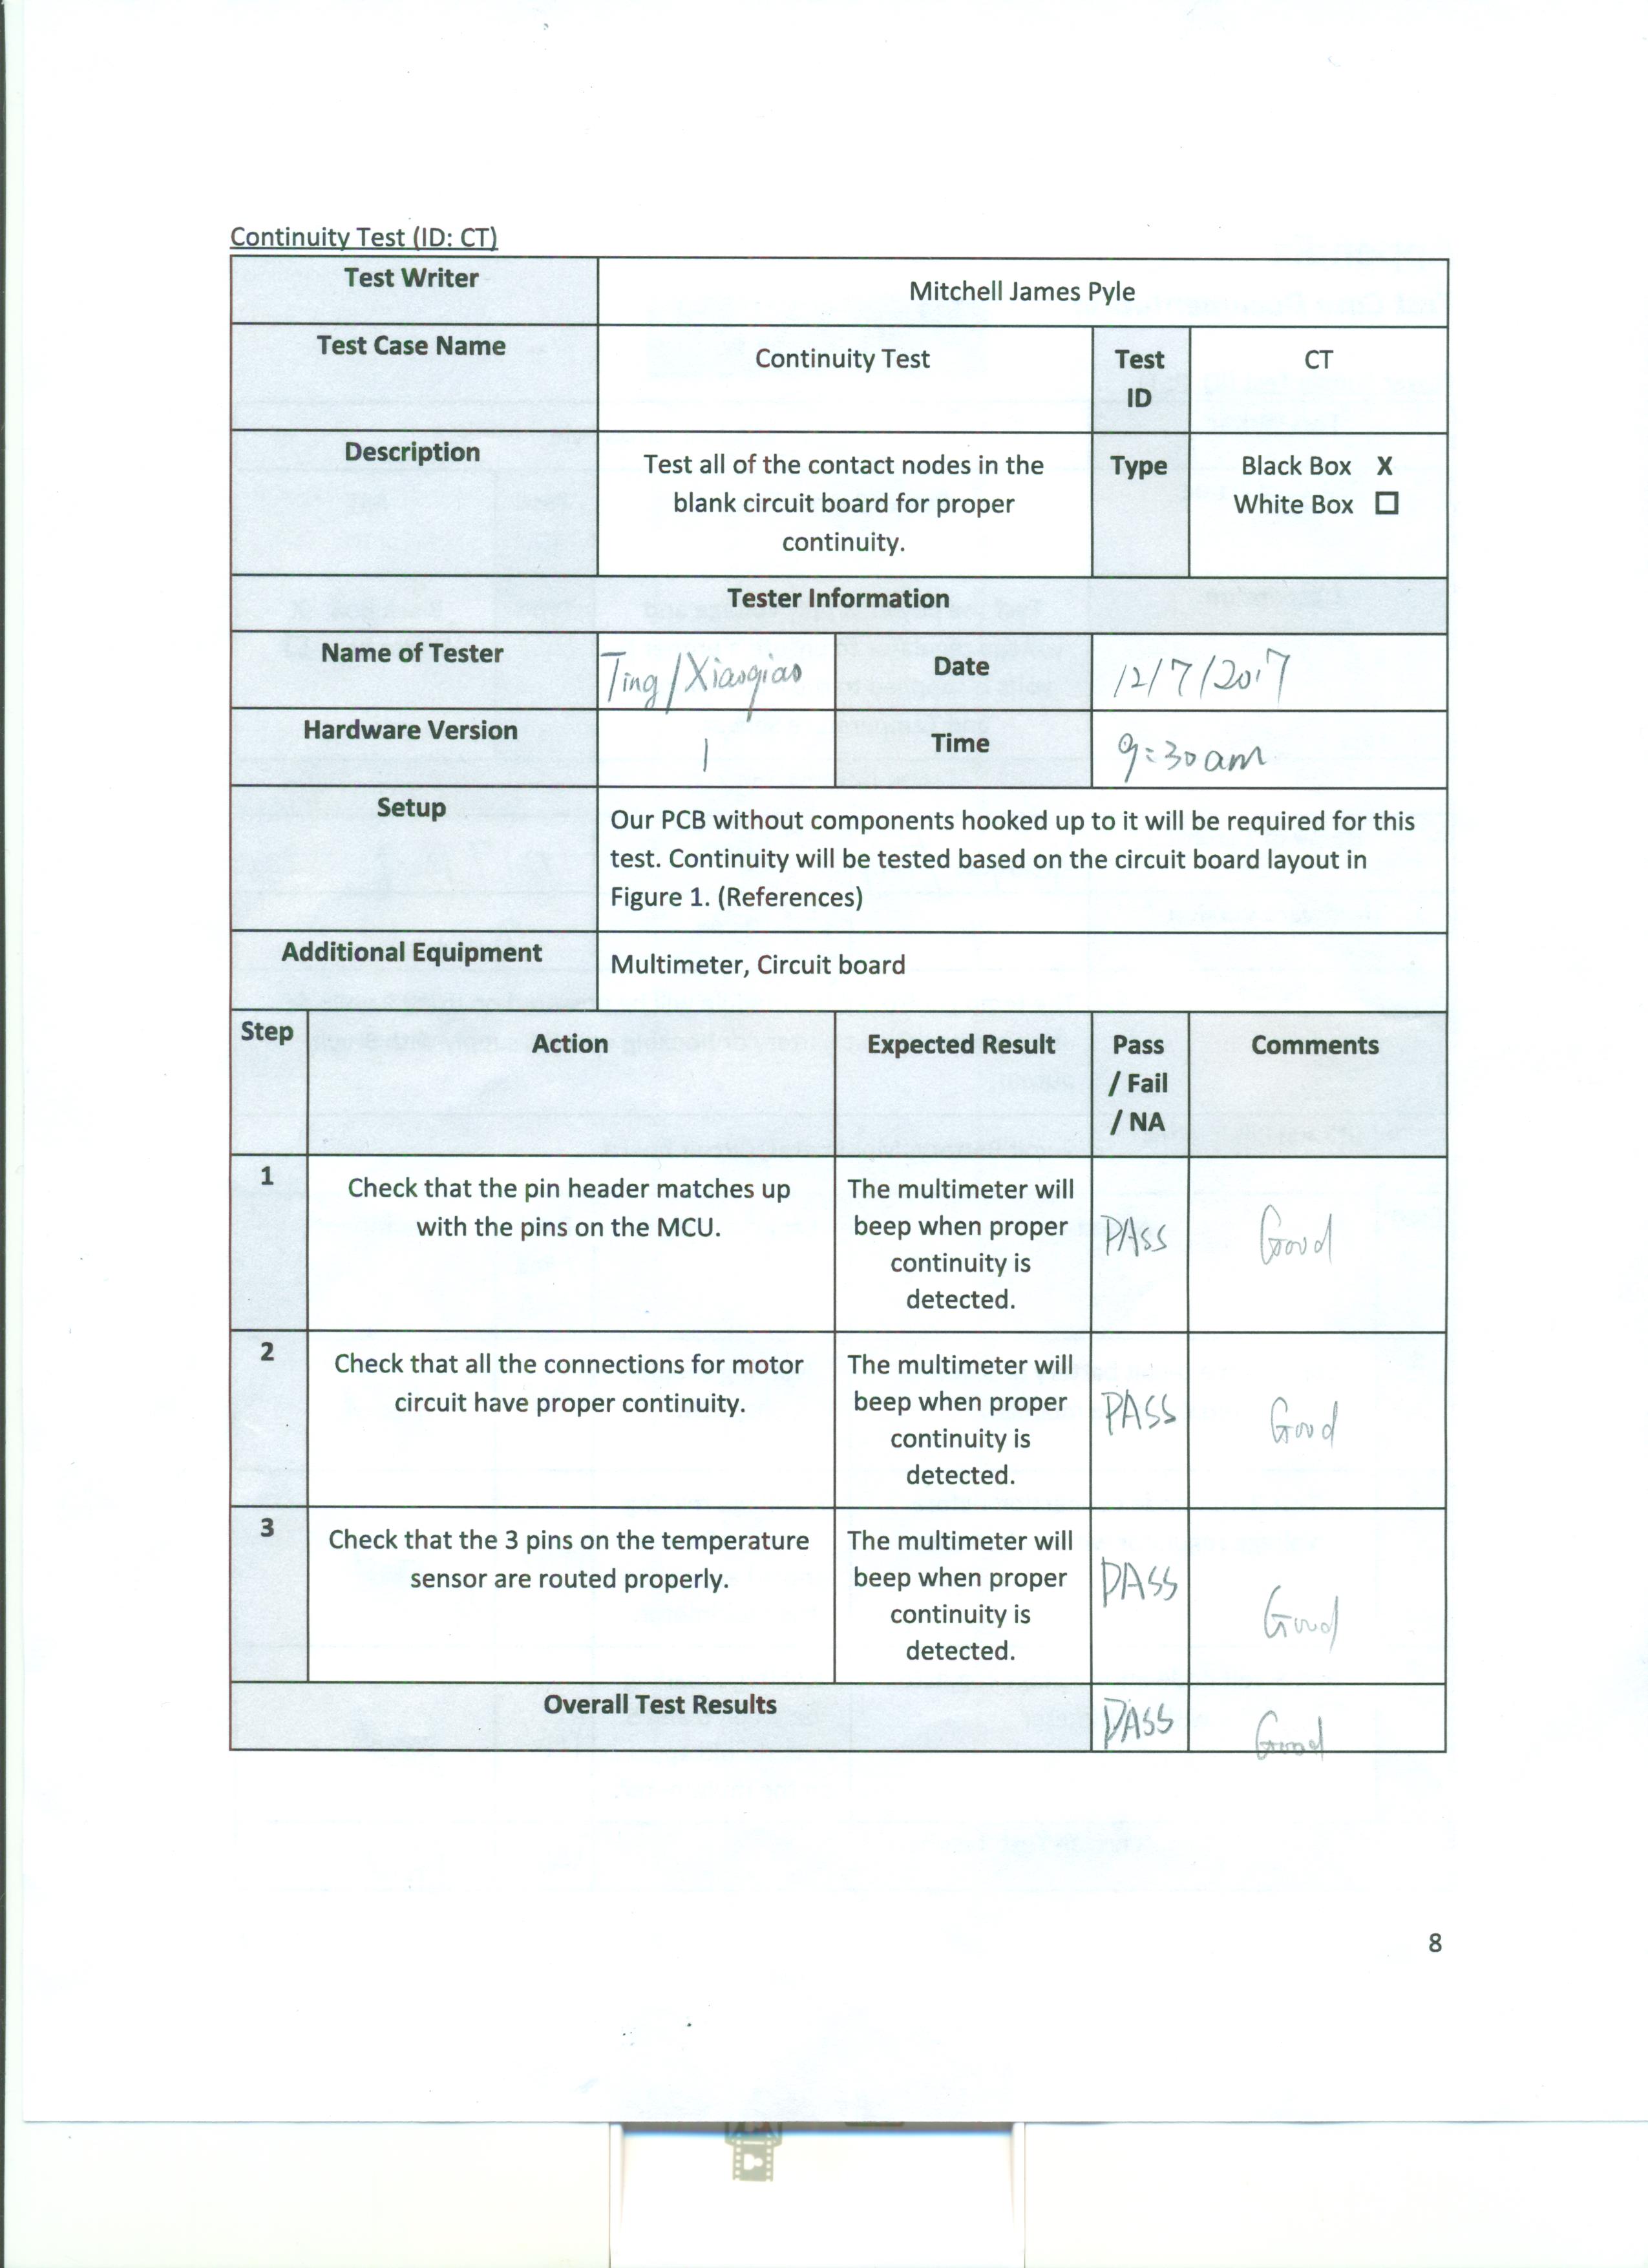 Continuity Test (ID: CT)
Test Writer
Mitchell James Pyle
Test Case Name
Continuity Test
Test
ID
CT
Description
Test all of the contact nodes in the
blank circuit board for proper
continuity.
Type
Black Box X
White Box ☐
Tester Information
Name of Tester
Ting/Xiaoqiao
Date
12/7/2017
Hardware Version
1
Time
9:30am
Setup
Our PCB without components hooked up to it will be required for this
test. Continuity will be tested based on the circuit board layout in
Figure 1. (References)
Additional Equipment
Multimeter, Circuit board
Step
Action
Expected Result
Pass
/ Fail
/ NA
Comments
1
Check that the pin header matches up
with the pins on the MCU.
The multimeter will
beep when proper
continuity is
detected.
PASS
Good
2
Check that all the connections for motor
circuit have proper continuity.
The multimeter will
beep when proper
continuity is
detected.
PASS
Good
3
Check that the 3 pins on the temperature
sensor are routed properly.
The multimeter will
beep when proper
continuity is
detected.
PASS
Good
Overall Test Results
PASS
Good
8